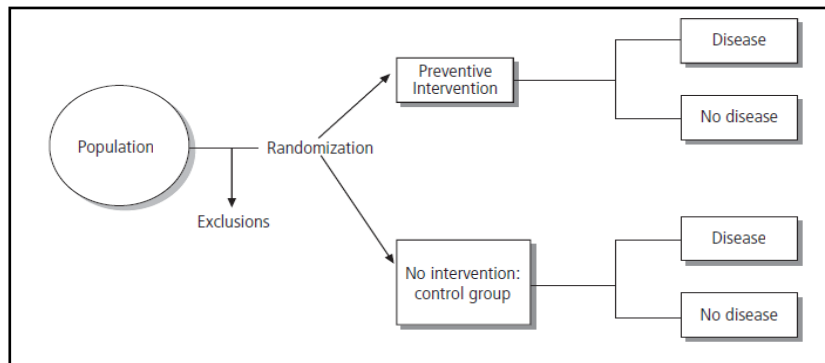 Population
Exclusions
Randomization
Preventive
Intervention
Disease
No disease
No intervention:
control group
Disease
No disease